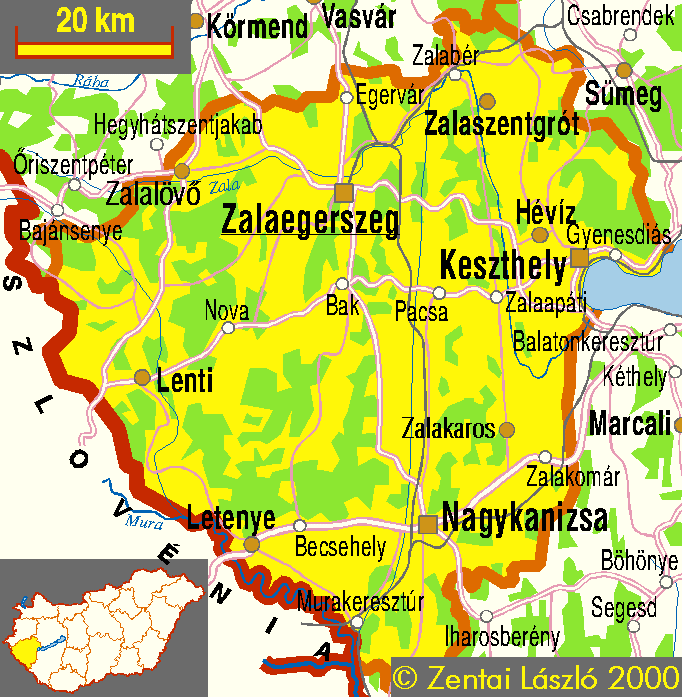 20 km
Vasvár
Csabrendek
Körmend
Zalabér
Rába
Egervár
Sümeg
Zalaszentgrót
Hegyhátszentjakab
Őriszentpéter
Zalalövő
Zala
Zalaegerszeg
Hévíz
Bajánsenye
Gyenesdiás
Keszthely
Bak
Pacsa
Zalaapáti
Nova
Balatonkeresztúr
Kéthely
Lenti
Marcali
Zalakaros
Zalakomár
Mura
Letenye
Nagykanizsa
Becsehely
Böhönye
Murakeresztúr
Segesd
Iharosberény
SZLOVÉNIA
© Zentai László 2000